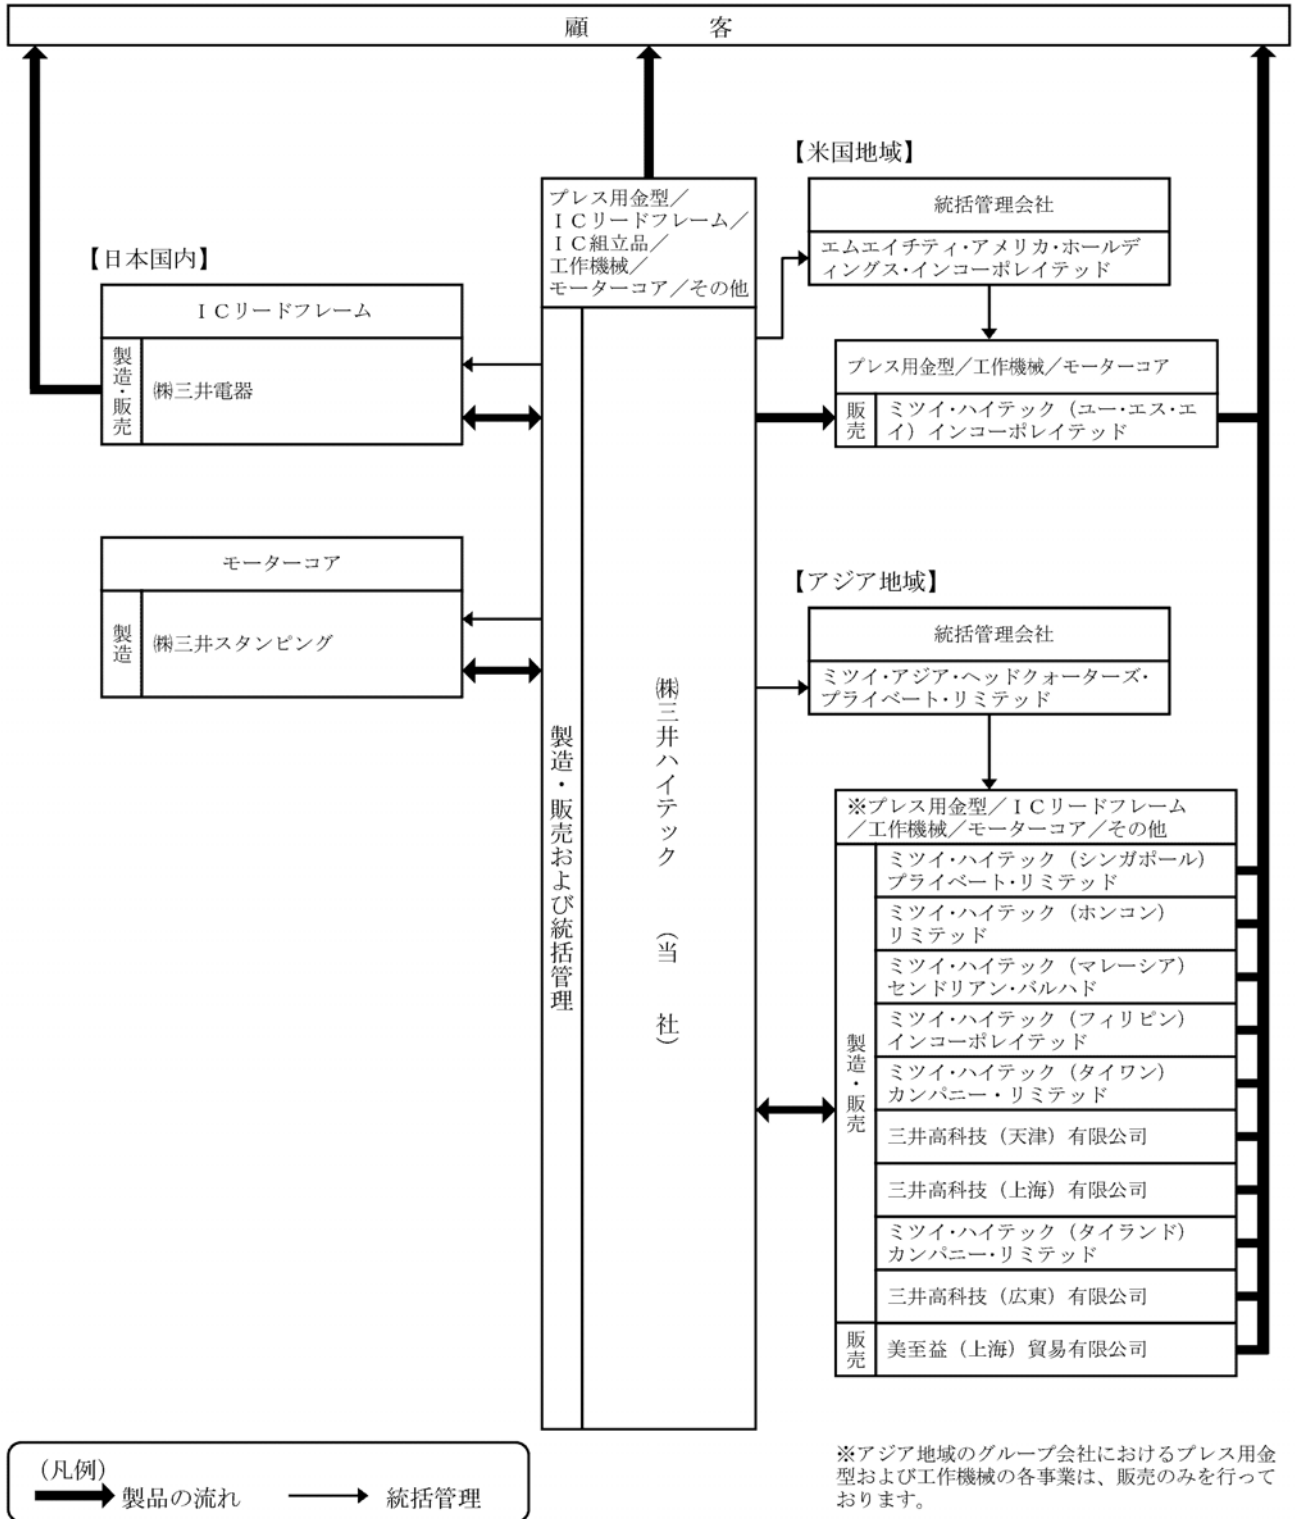 顧客
【米国地域】
プレス用金型／
ＩＣリードフレーム／
ＩＣ組立品／
工作機械／
モーターコア／その他
統括管理会社
エムエイチティ・アメリカ・ホールデ
ィングス・インコーポレイテッド
【日本国内】
ＩＣリードフレーム
製造・販売
㈱三井電器
プレス用金型／工作機械／モーターコア
販売
ミツイ・ハイテック（ユー・エス・エ
イ）インコーポレイテッド
モーターコア
製造
㈱三井スタンピング
【アジア地域】
統括管理会社
ミツイ・アジア・ヘッドクォーターズ・
プライベート・リミテッド
製造・販売および統括管理
㈱三井ハイテック（当社）
※プレス用金型／ＩＣリードフレーム
／工作機械／モーターコア／その他
製造・販売
ミツイ・ハイテック（シンガポール）
プライベート・リミテッド
ミツイ・ハイテック（ホンコン）
リミテッド
ミツイ・ハイテック（マレーシア）
センドリアン・バルハド
ミツイ・ハイテック（フィリピン）
インコーポレイテッド
ミツイ・ハイテック（タイワン）
カンパニー・リミテッド
三井高科技（天津）有限公司
三井高科技（上海）有限公司
ミツイ・ハイテック（タイランド）
カンパニー・リミテッド
三井高科技（広東）有限公司
販売
美至益（上海）貿易有限公司
（凡例）
製品の流れ
統括管理
※アジア地域のグループ会社におけるプレス用金
型および工作機械の各事業は、販売のみを行って
おります。